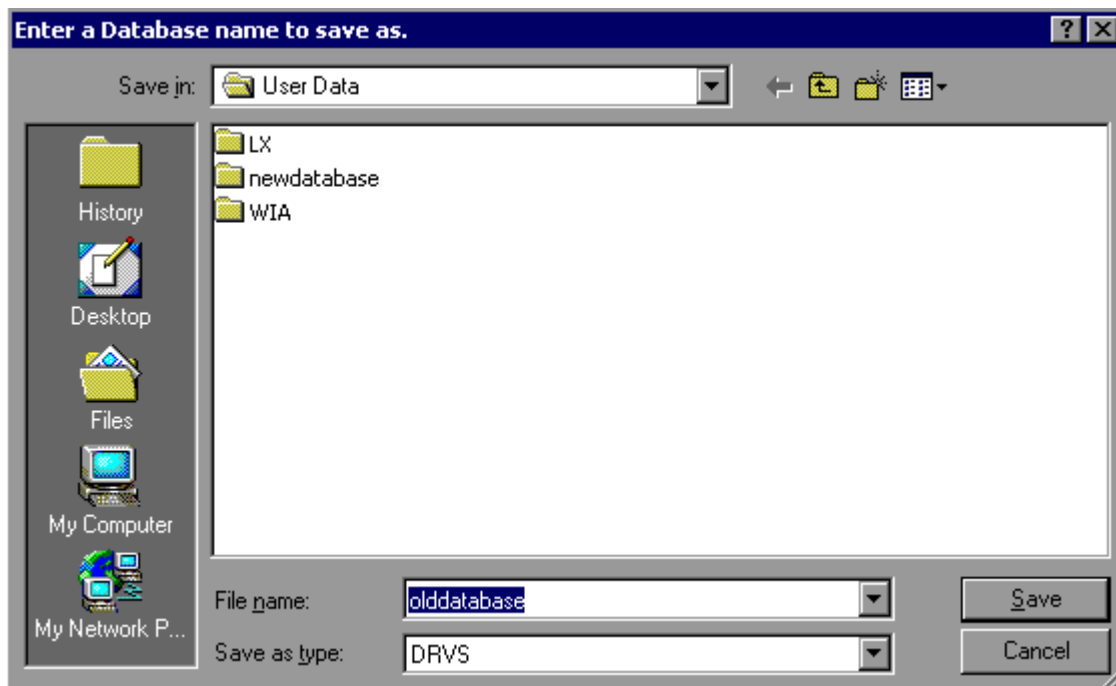 Enter a Database name to save as.
Save in: User Data
LX
newdatabase
WIA
History
Desktop
Files
My Computer
My Network P...
File name: olddatabase Save
Save as type: DRVS Cancel